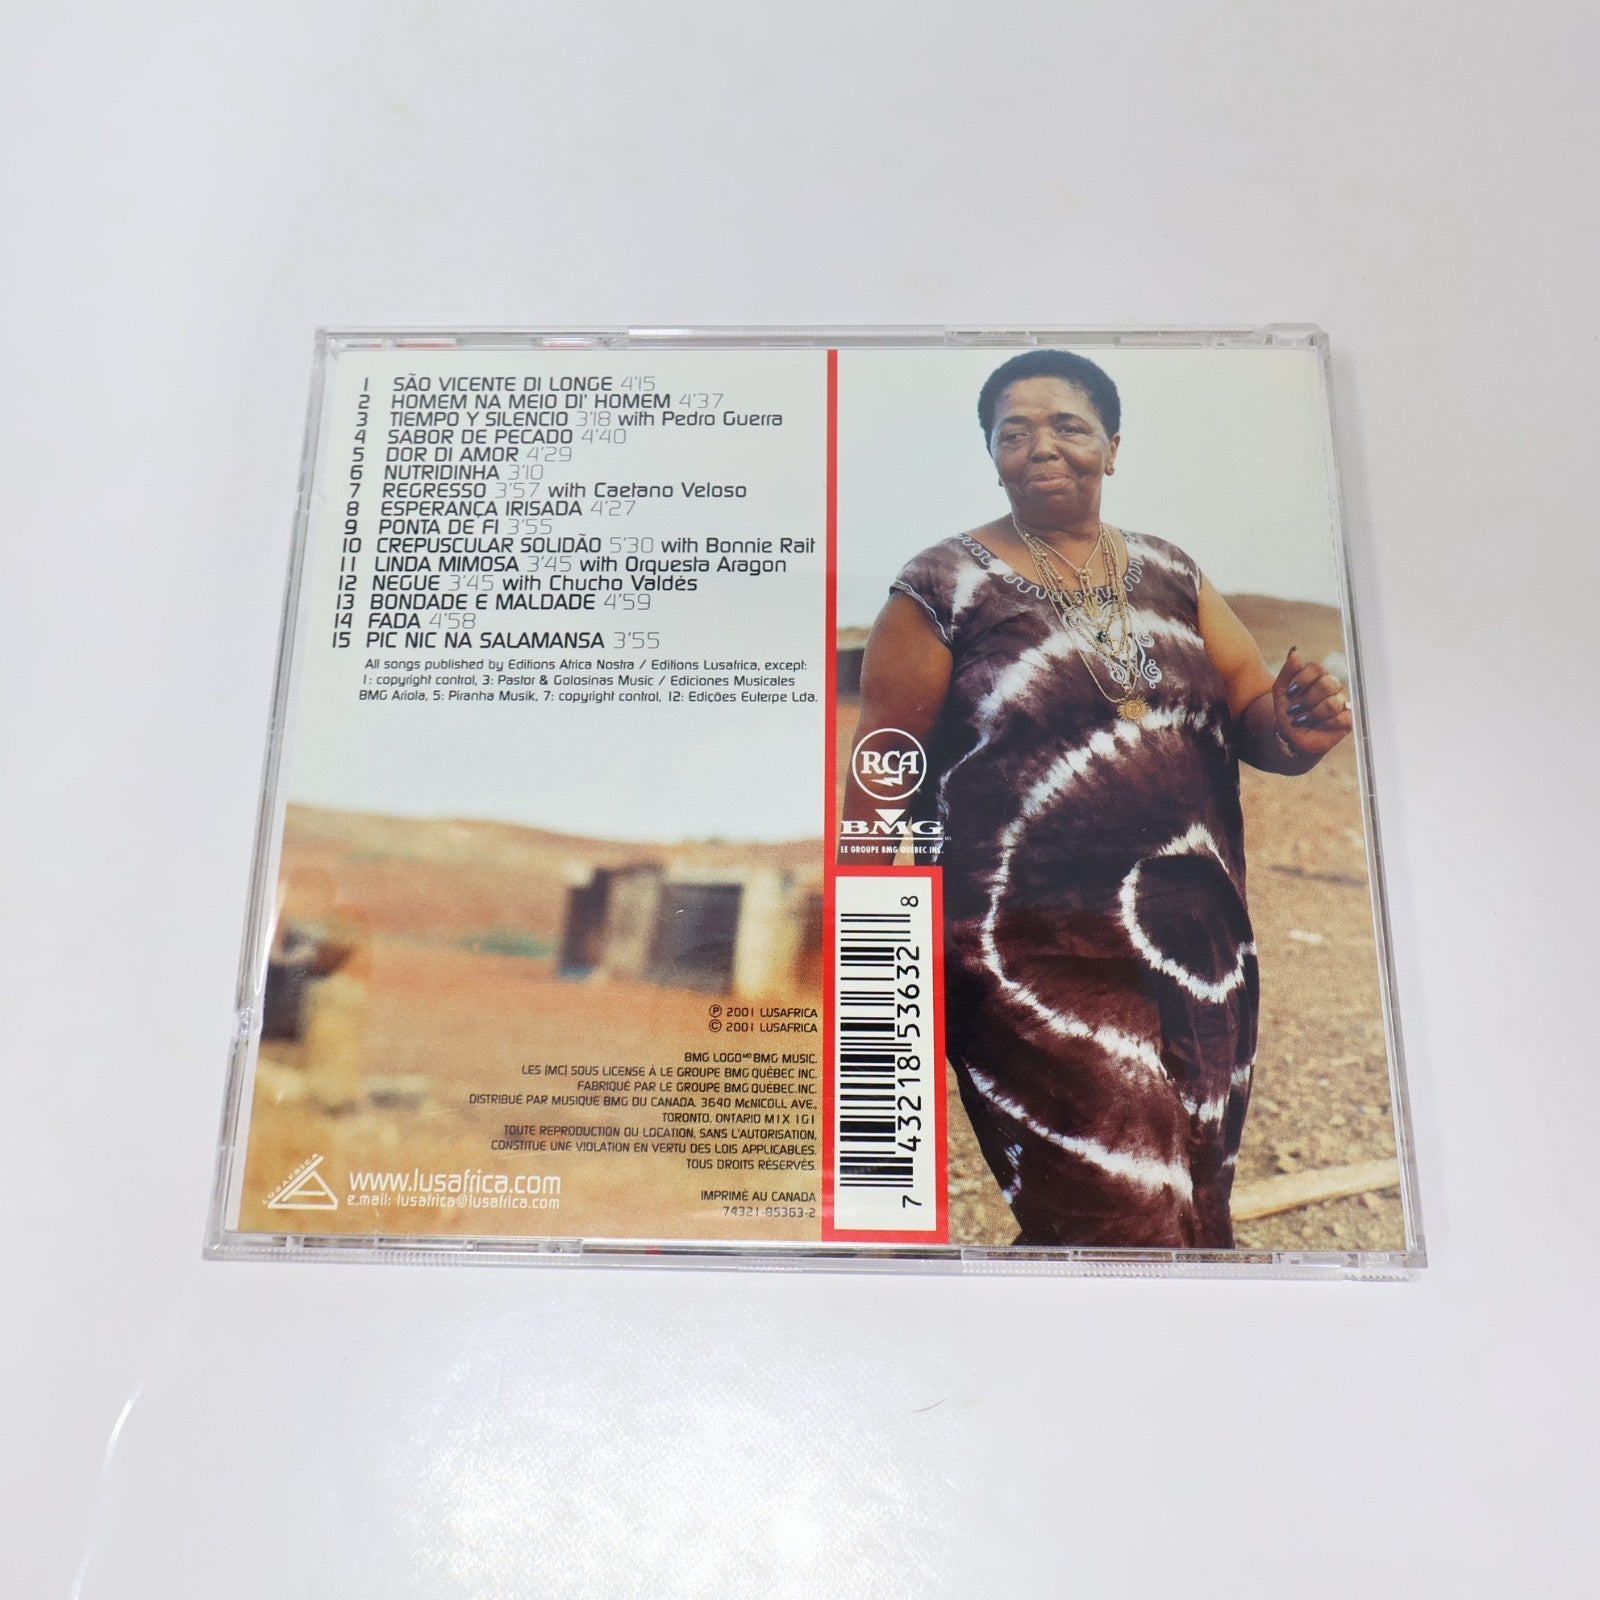 1 SÃO VICENTE DI LONGE 4'15
2 HOMEM NA MEIO DI' HOMEM 4'37
3 TIEMPO Y SILENCIO 3'18 with Pedro Guerra
4 SABOR DE PECADO 4'40
5 DOR DI AMOR 4'29
6 NUTRIDINHA 3'10
7 REGRESSO 3'57 with Caetano Veloso
8 ESPERANÇA IRISADA 4'27
9 PONTA DE FI 3'55
10 CREPUSCULAR SOLIDÃO 5'30 with Bonnie Rait
11 LINDA MIMOSA 3'45 with Orquesta Aragon
12 NEGUE 3'45 with Chucho Valdés
13 BONDADE E MALDADE 4'59
14 FADA 4'58
15 PIC NIC NA SALAMANSA 3'55
All songs published by Editions Africa Nostra / Editions Lusafrica, except:
1: copyright control, 3: Pastor & Golosinas Music / Ediciones Musicales
BMG Ariola, 5: Piranha Musik, 7: copyright control, 12: Edições Euterpe Lda.
RCA
BMG
LE GROUPE BMG QUÉBEC INC.
℗ 2001 LUSAFRICA
© 2001 LUSAFRICA
BMG LOGO MD BMG MUSIC.
LES (MC) SOUS LICENSE À LE GROUPE BMG QUÉBEC INC.
FABRIQUÉ PAR LE GROUPE BMG QUÉBEC INC.
DISTRIBUÉ PAR MUSIQUE BMG DU CANADA. 3640 McNICOLL AVE.,
TORONTO, ONTARIO M1X 1G1
TOUTE REPRODUCTION OU LOCATION, SANS L'AUTORISATION,
CONSTITUE UNE VIOLATION EN VERTU DES LOIS APPLICABLES.
TOUS DROITS RÉSERVÉS.
IMPRIMÉ AU CANADA
74321-85363-2
LUSAFRICA
www.lusafrica.com
e.mail: lusafrica@lusafrica.com
7 43218 53632 8